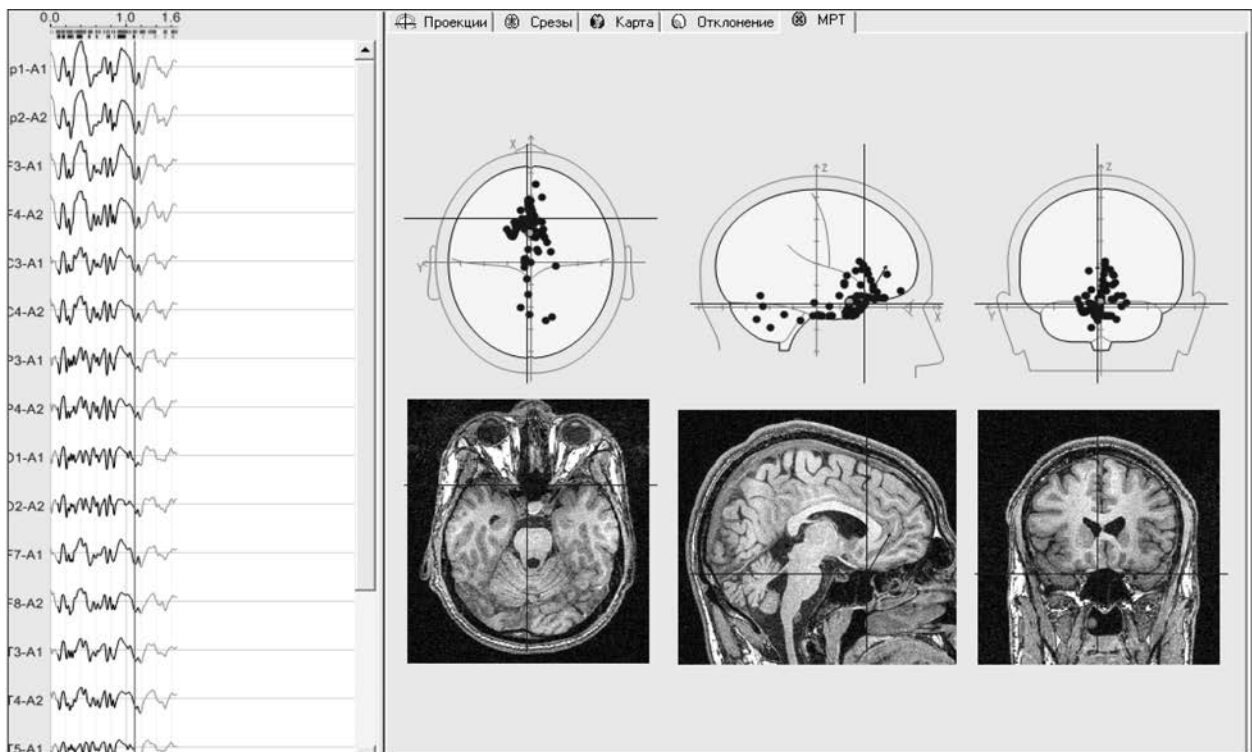 0.0 1.0 1.6
Проекции Срезы Карта Отклонение МРТ
p1-A1
p2-A2
F3-A1
F4-A2
C3-A1
C4-A2
P3-A1
P4-A2
O1-A1
O2-A2
F7-A1
F8-A2
T3-A1
T4-A2
T5-A1
X
Y
Z
X
Z
Y